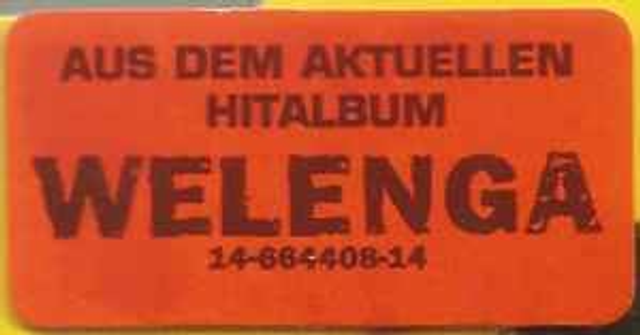 AUS DEM AKTUELLEN
HITALBUM
WELENGA
14-664408-14